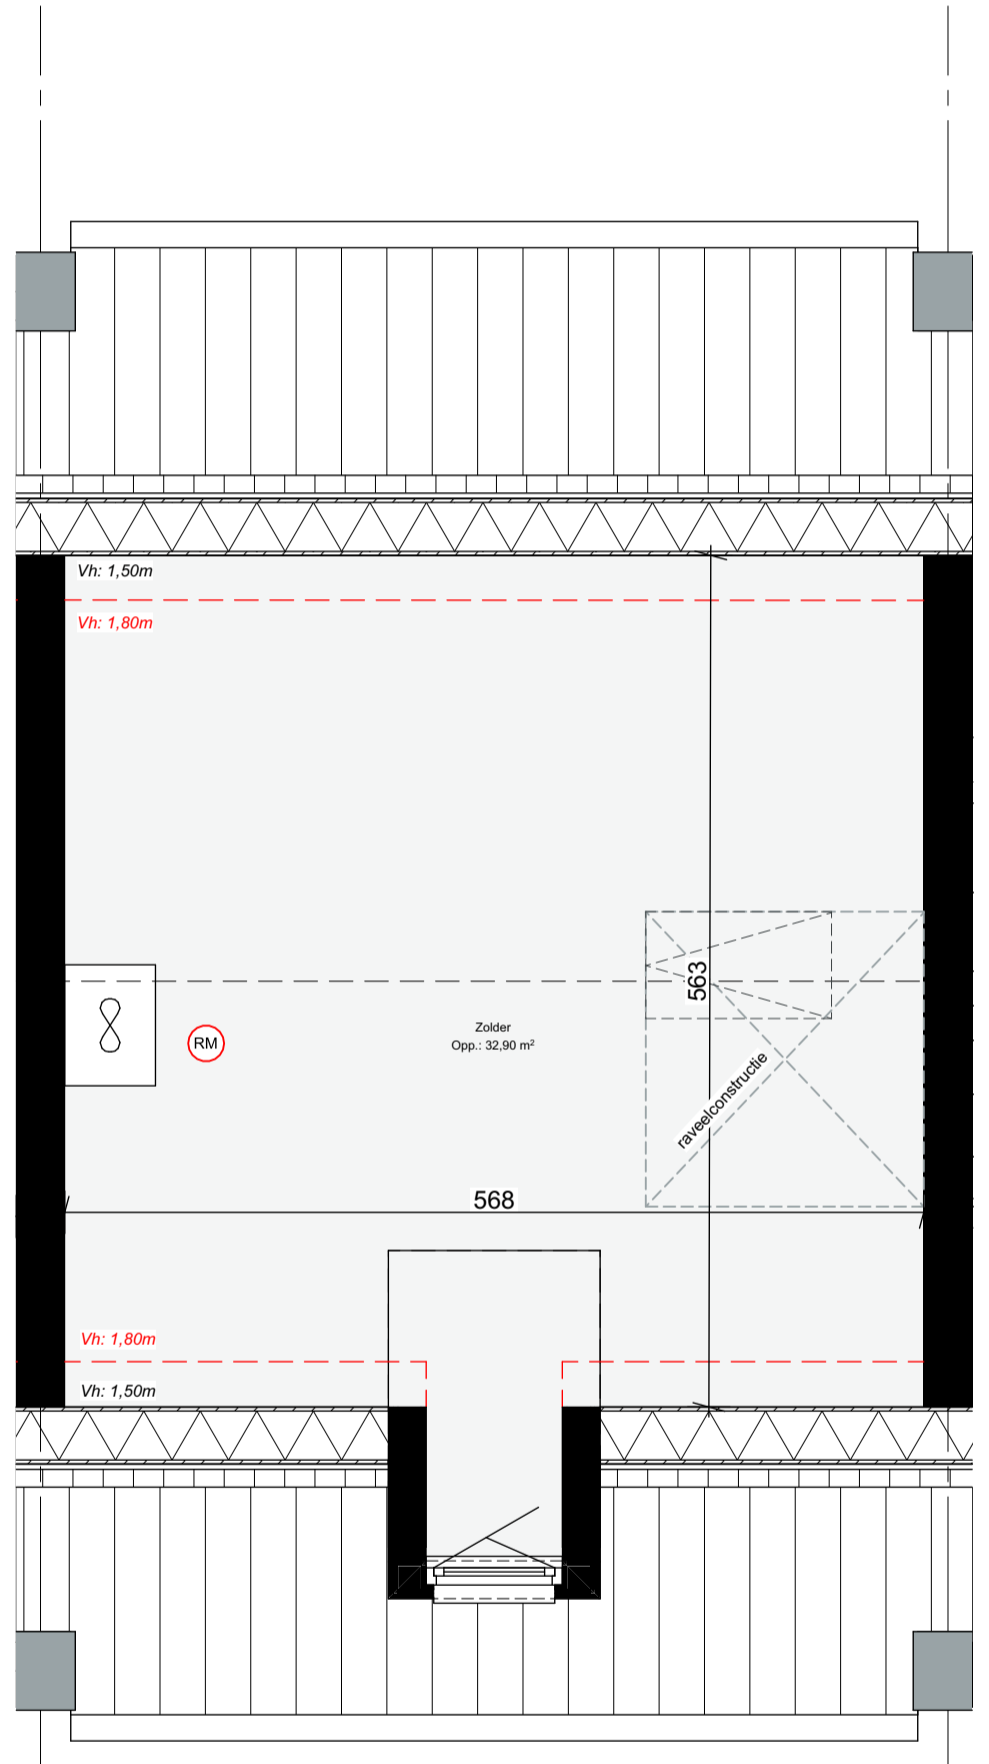 Vh: 1,50m
Vh: 1,80m
563
Zolder
Opp.: 32,90 m²
RM
raveelconstructie
568
Vh: 1,80m
Vh: 1,50m